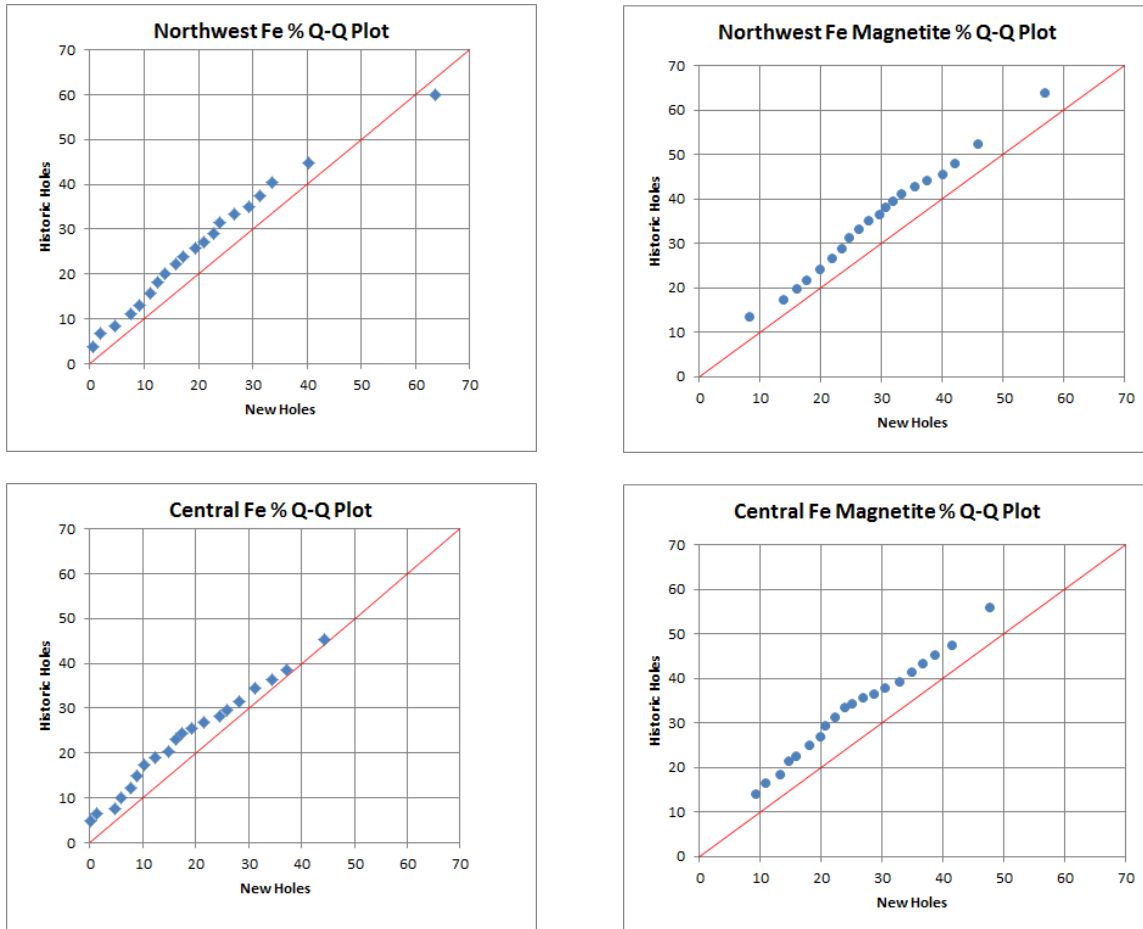 Northwest Fe % Q-Q Plot
70
60
50
40
30
20
10
0
Historic Holes
0 10 20 30 40 50 60 70
New Holes
Northwest Fe Magnetite % Q-Q Plot
70
60
50
40
30
20
10
0
Historic Holes
0 10 20 30 40 50 60 70
New Holes
Central Fe % Q-Q Plot
70
60
50
40
30
20
10
0
Historic Holes
0 10 20 30 40 50 60 70
New Holes
Central Fe Magnetite % Q-Q Plot
70
60
50
40
30
20
10
0
Historic Holes
0 10 20 30 40 50 60 70
New Holes